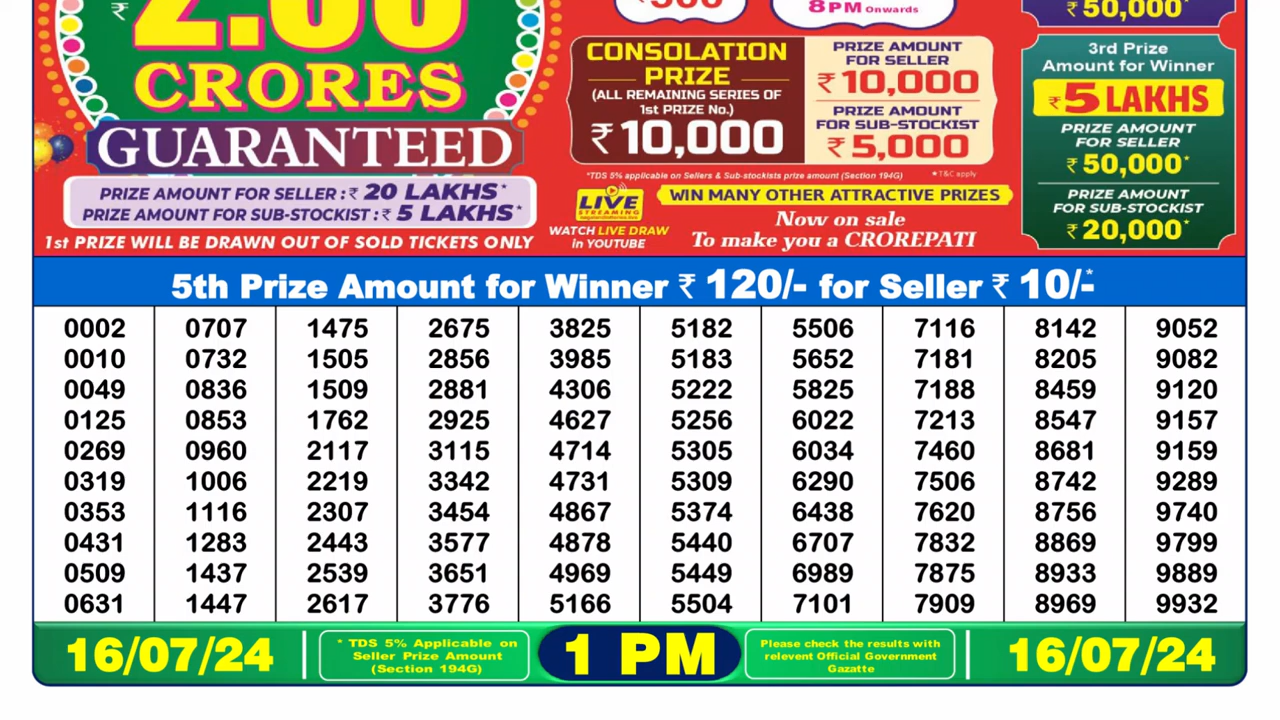 ₹ 2.00
CRORES
GUARANTEED
PRIZE AMOUNT FOR SELLER : ₹ 20 LAKHS*
PRIZE AMOUNT FOR SUB-STOCKIST : ₹ 5 LAKHS*
1st PRIZE WILL BE DRAWN OUT OF SOLD TICKETS ONLY
8 PM Onwards
CONSOLATION
PRIZE
(ALL REMAINING SERIES OF
1st PRIZE No.)
₹ 10,000
PRIZE AMOUNT
FOR SELLER
₹ 10,000
PRIZE AMOUNT
FOR SUB-STOCKIST
₹ 5,000
*TDS 5% applicable on Sellers & Sub-stockists prize amount (Section 194G)
*T&C apply
LIVE
STREAMING
WATCH LIVE DRAW
in YOUTUBE
WIN MANY OTHER ATTRACTIVE PRIZES
Now on sale
To make you a CROREPATI
₹ 50,000*
3rd Prize
Amount for Winner
₹ 5 LAKHS
PRIZE AMOUNT
FOR SELLER
₹ 50,000*
PRIZE AMOUNT
FOR SUB-STOCKIST
₹ 20,000*
5th Prize Amount for Winner ₹ 120/- for Seller ₹ 10/-*
0002 0707 1475 2675 3825 5182 5506 7116 8142 9052
0010 0732 1505 2856 3985 5183 5652 7181 8205 9082
0049 0836 1509 2881 4306 5222 5825 7188 8459 9120
0125 0853 1762 2925 4627 5256 6022 7213 8547 9157
0269 0960 2117 3115 4714 5305 6034 7460 8681 9159
0319 1006 2219 3342 4731 5309 6290 7506 8742 9289
0353 1116 2307 3454 4867 5374 6438 7620 8756 9740
0431 1283 2443 3577 4878 5440 6707 7832 8869 9799
0509 1437 2539 3651 4969 5449 6989 7875 8933 9889
0631 1447 2617 3776 5166 5504 7101 7909 8969 9932
16/07/24
* TDS 5% Applicable on
Seller Prize Amount
(Section 194G)
1 PM
Please check the results with
relevent Official Government
Gazatte
16/07/24